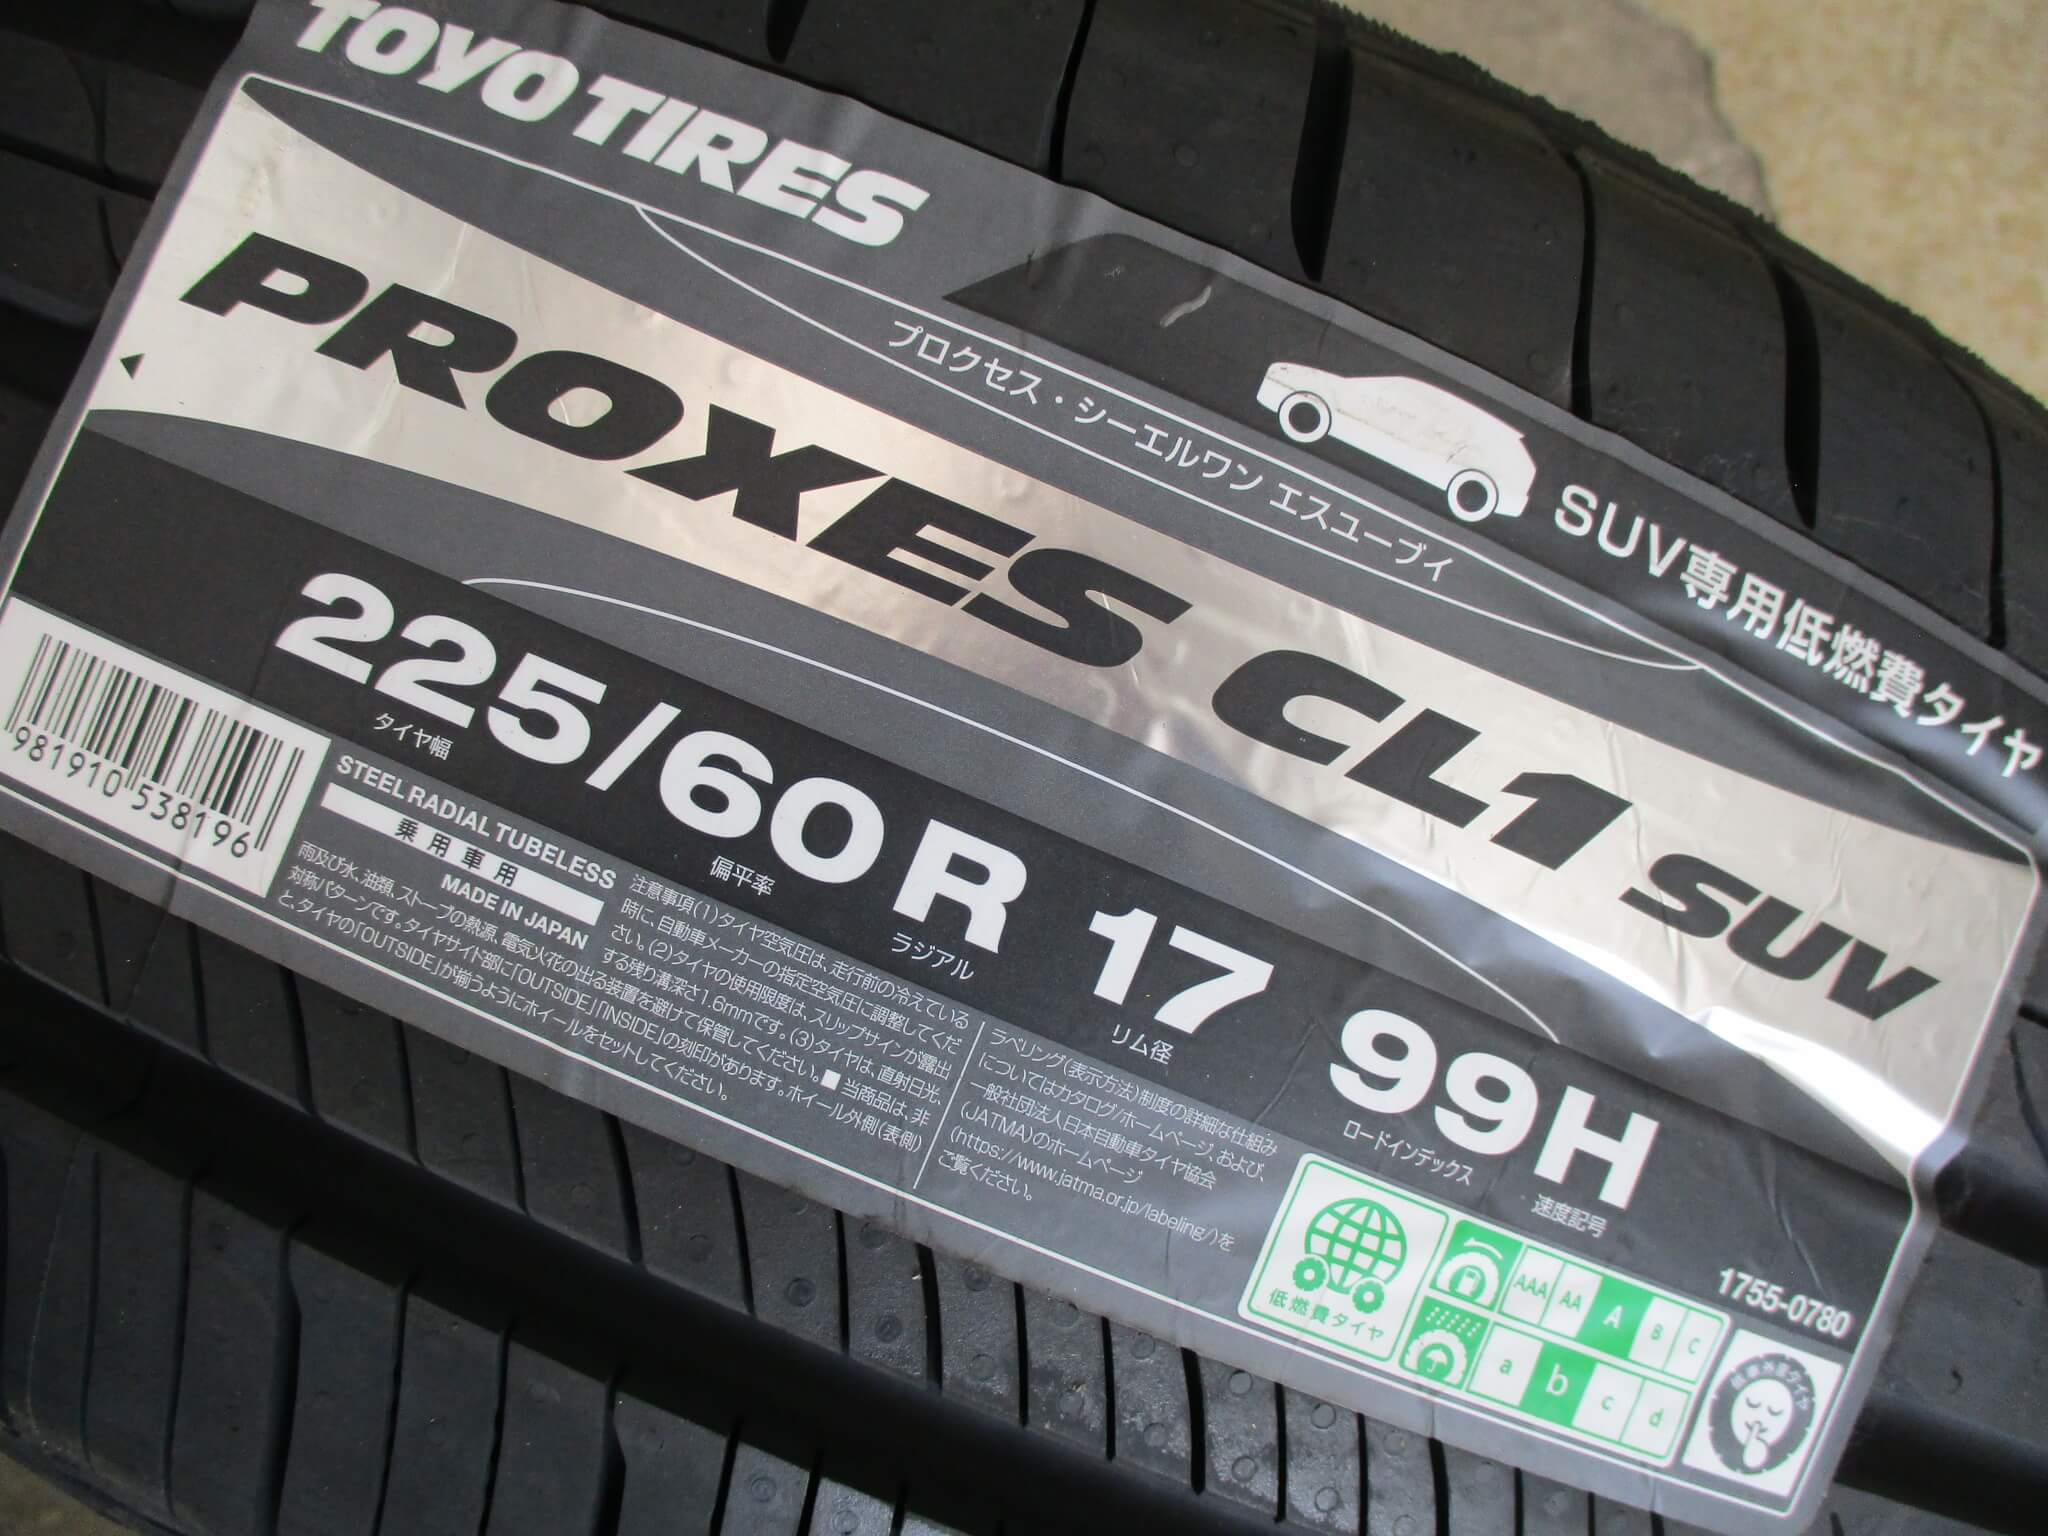 TOYO TIRES
SUV専用低燃費タイヤ
プロクセス・シーエルワン エスユーブイ
PROXES CL1 SUV
225/60R 17 99H
タイヤ幅
偏平率
ラジアル
リム径
ロードインデックス
速度記号
981910 538196
STEEL RADIAL TUBELESS
乗用車用
MADE IN JAPAN
注意事項(1)タイヤ空気圧は、走行前の冷えている
時に、自動車メーカーの指定空気圧に調整してくだ
さい。(2)タイヤの使用限度は、スリップサインが露出
する残り溝深さ1.6mmです。(3)タイヤは、直射日光、
雨及び水、油類、ストーブの熱源、電気火花の出る装置を避けて保管してください。■当商品は、非
対称パターンです。タイヤサイド部に「OUTSIDE」「INSIDE」の刻印があります。ホイール外側(表側)
と、タイヤの「OUTSIDE」が揃うようにホイールをセットしてください。
ラベリング(表示方法)制度の詳細な仕組み
についてはカタログ/ホームページ、および、
一般社団法人日本自動車タイヤ協会
(JATMA)のホームページ
(https://www.jatma.or.jp/labeling/)を
ご覧ください。
1755-0780
低燃費タイヤ
AAA AA A B C
a b c d
騒音小音タイヤ